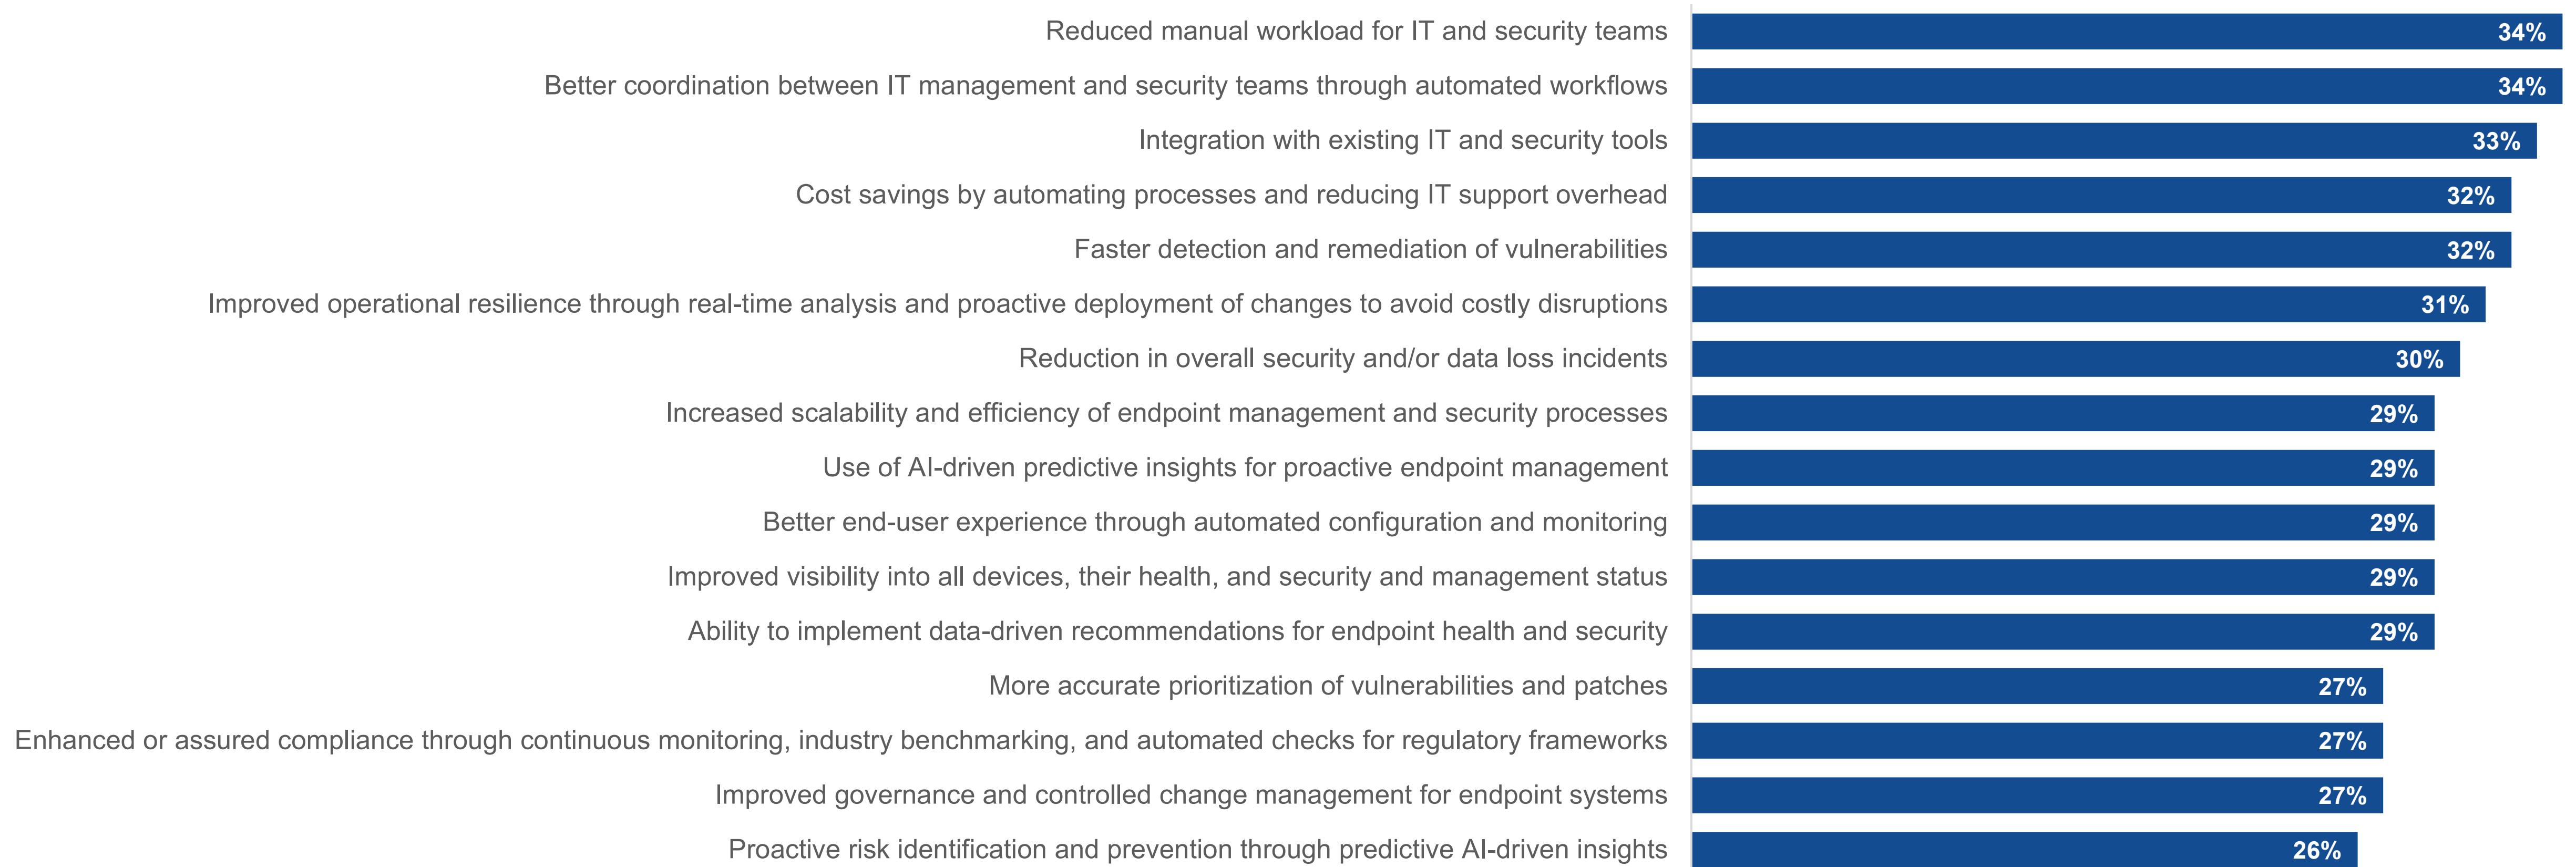 Reduced manual workload for IT and security teams 34%
Better coordination between IT management and security teams through automated workflows 34%
Integration with existing IT and security tools 33%
Cost savings by automating processes and reducing IT support overhead 32%
Faster detection and remediation of vulnerabilities 32%
Improved operational resilience through real-time analysis and proactive deployment of changes to avoid costly disruptions 31%
Reduction in overall security and/or data loss incidents 30%
Increased scalability and efficiency of endpoint management and security processes 29%
Use of AI-driven predictive insights for proactive endpoint management 29%
Better end-user experience through automated configuration and monitoring 29%
Improved visibility into all devices, their health, and security and management status 29%
Ability to implement data-driven recommendations for endpoint health and security 29%
More accurate prioritization of vulnerabilities and patches 27%
Enhanced or assured compliance through continuous monitoring, industry benchmarking, and automated checks for regulatory frameworks 27%
Improved governance and controlled change management for endpoint systems 27%
Proactive risk identification and prevention through predictive AI-driven insights 26%